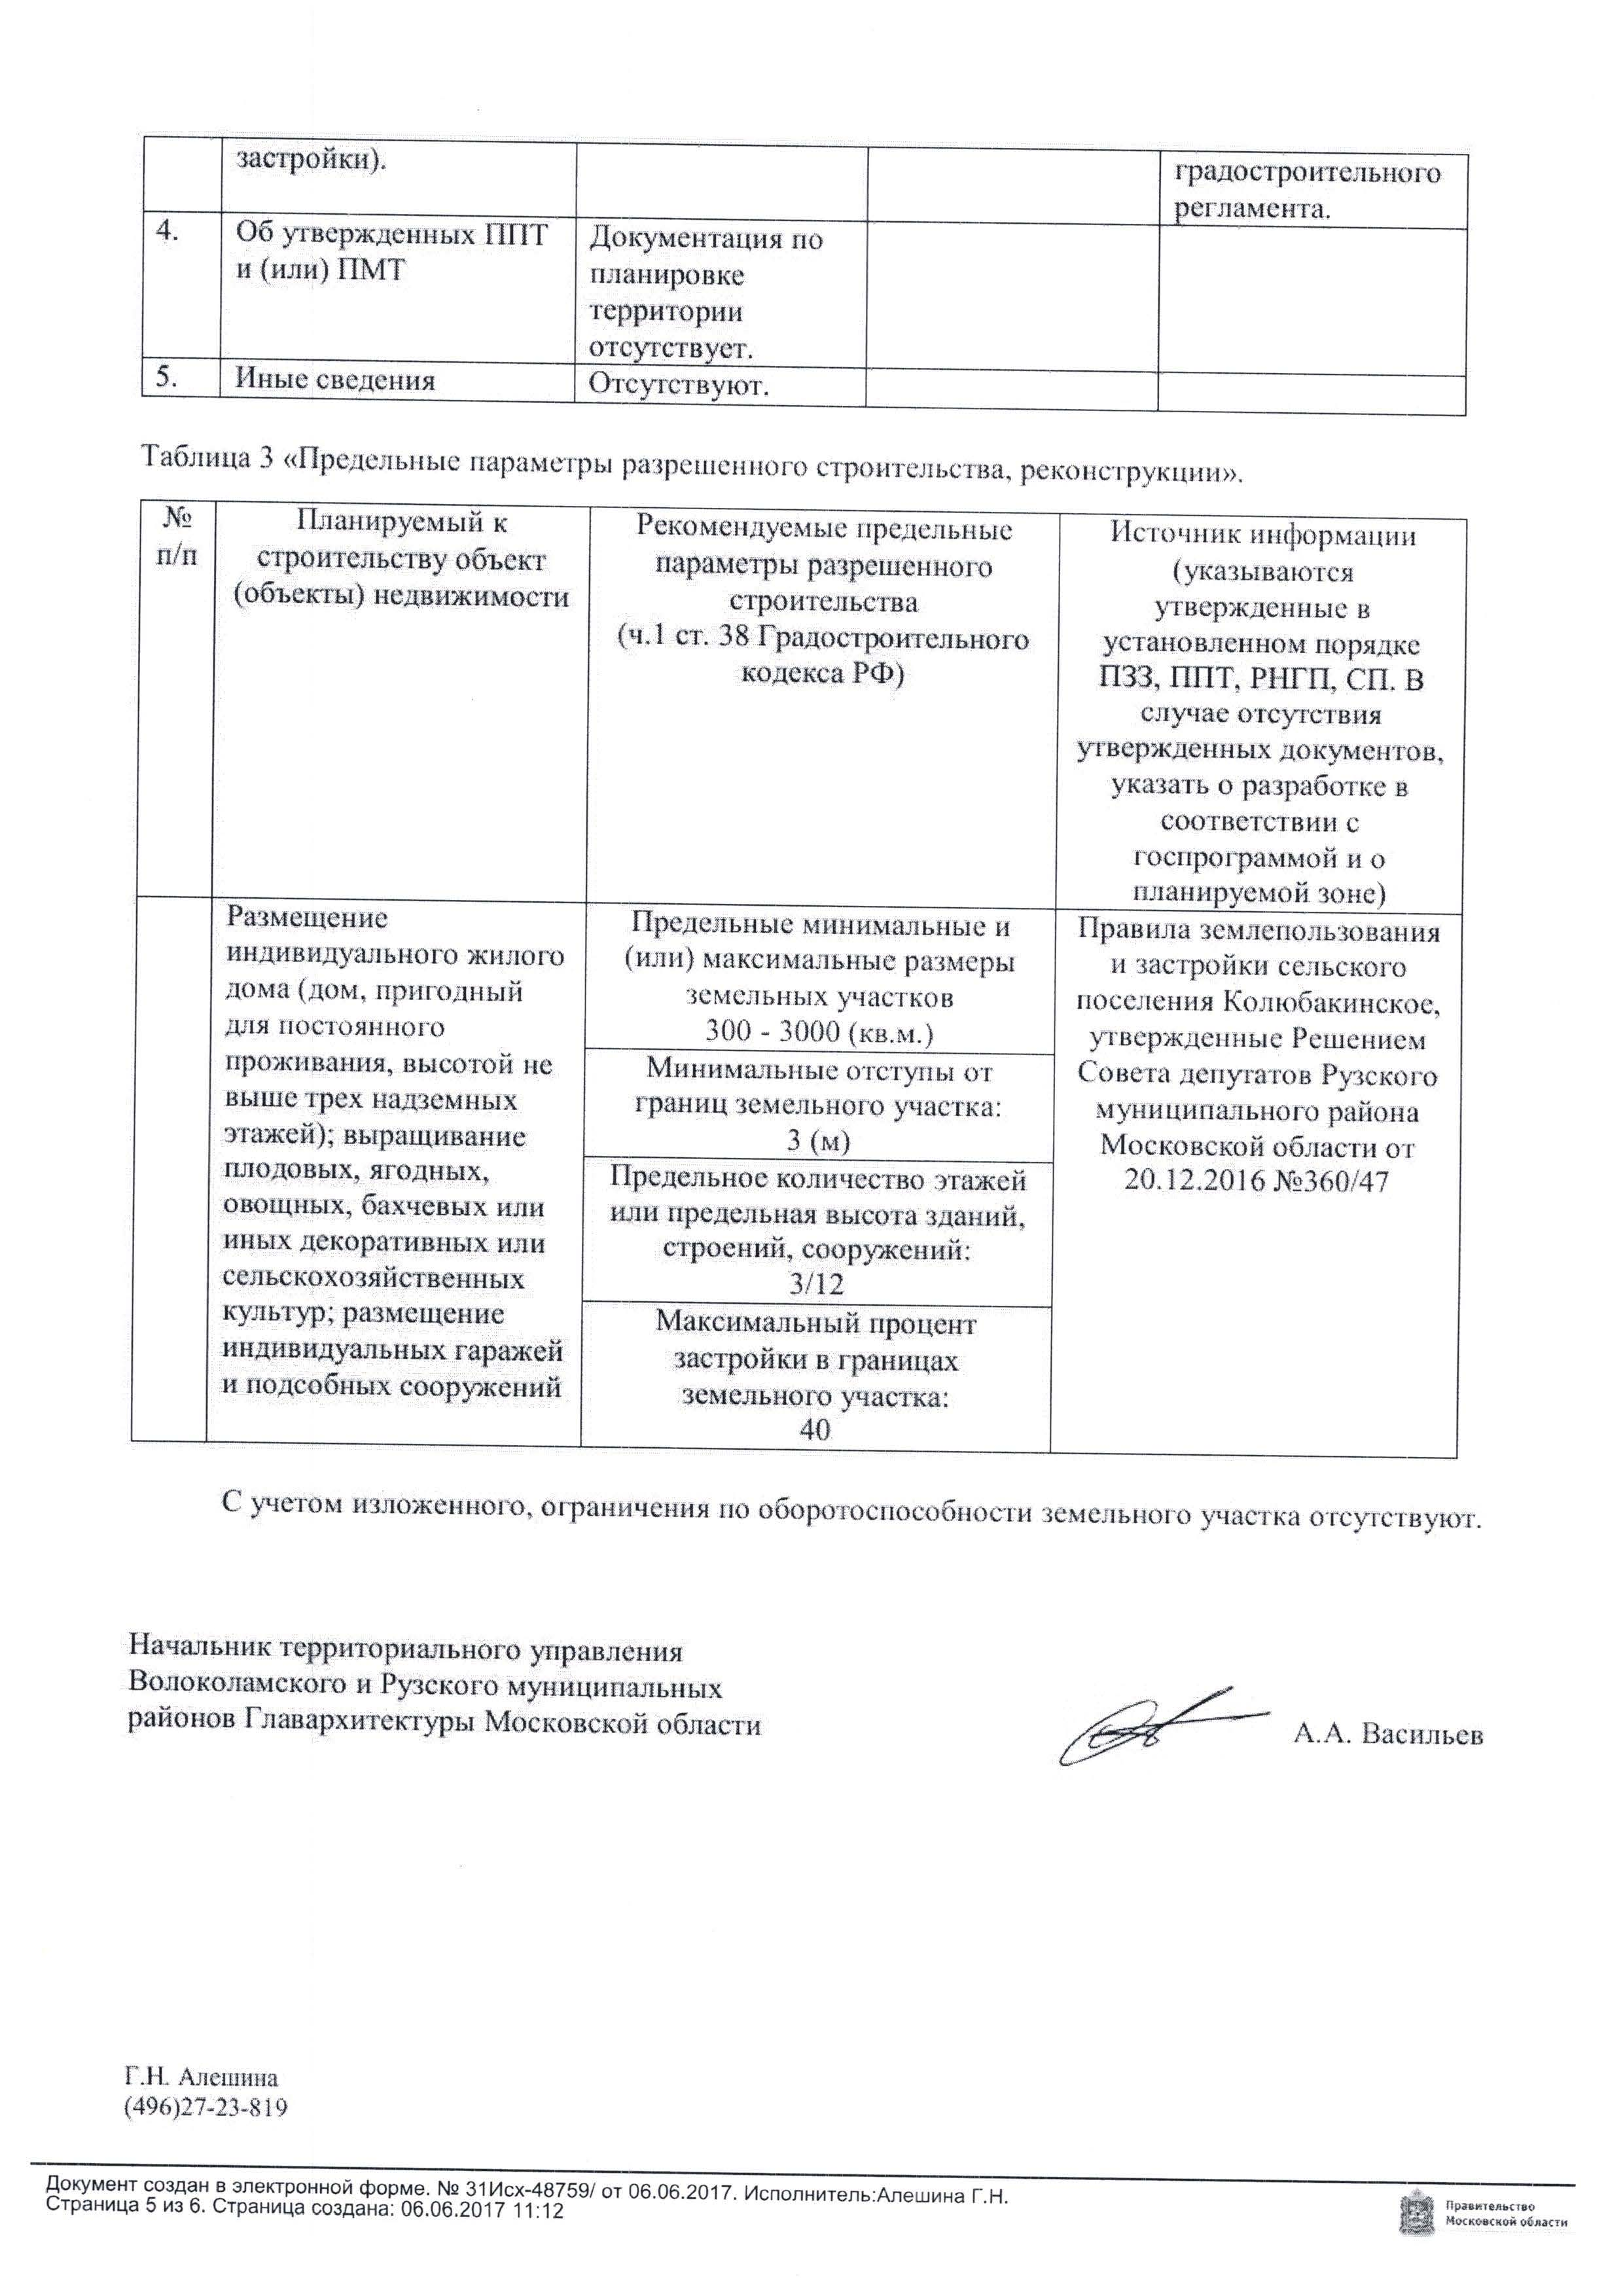 застройки).
градостроительного
регламента.
4.
Об утвержденных ППТ
и (или) ПМТ
Документация по
планировке
территории
отсутствует.
5.
Иные сведения
Отсутствуют.
Таблица 3 «Предельные параметры разрешенного строительства, реконструкции».
№
п/п
Планируемый к
строительству объект
(объекты) недвижимости
Рекомендуемые предельные
параметры разрешенного
строительства
(ч.1 ст. 38 Градостроительного
кодекса РФ)
Источник информации
(указываются
утвержденные в
установленном порядке
ПЗЗ, ППТ, РНГП, СП. В
случае отсутствия
утвержденных документов,
указать о разработке в
соответствии с
госпрограммой и о
планируемой зоне)
Размещение
индивидуального жилого
дома (дом, пригодный
для постоянного
проживания, высотой не
выше трех надземных
этажей); выращивание
плодовых, ягодных,
овощных, бахчевых или
иных декоративных или
сельскохозяйственных
культур; размещение
индивидуальных гаражей
и подсобных сооружений
Предельные минимальные и
(или) максимальные размеры
земельных участков
300 - 3000 (кв.м.)
Минимальные отступы от
границ земельного участка:
3 (м)
Предельное количество этажей
или предельная высота зданий,
строений, сооружений:
3/12
Максимальный процент
застройки в границах
земельного участка:
40
Правила землепользования
и застройки сельского
поселения Колюбакинское,
утвержденные Решением
Совета депутатов Рузского
муниципального района
Московской области от
20.12.2016 №360/47
С учетом изложенного, ограничения по оборотоспособности земельного участка отсутствуют.
Начальник территориального управления
Волоколамского и Рузского муниципальных
районов Главархитектуры Московской области
А.А. Васильев
Г.Н. Алешина
(496)27-23-819
Документ создан в электронной форме. № 31Исх-48759/ от 06.06.2017. Исполнитель:Алешина Г.Н.
Страница 5 из 6. Страница создана: 06.06.2017 11:12
Правительство
Московской области